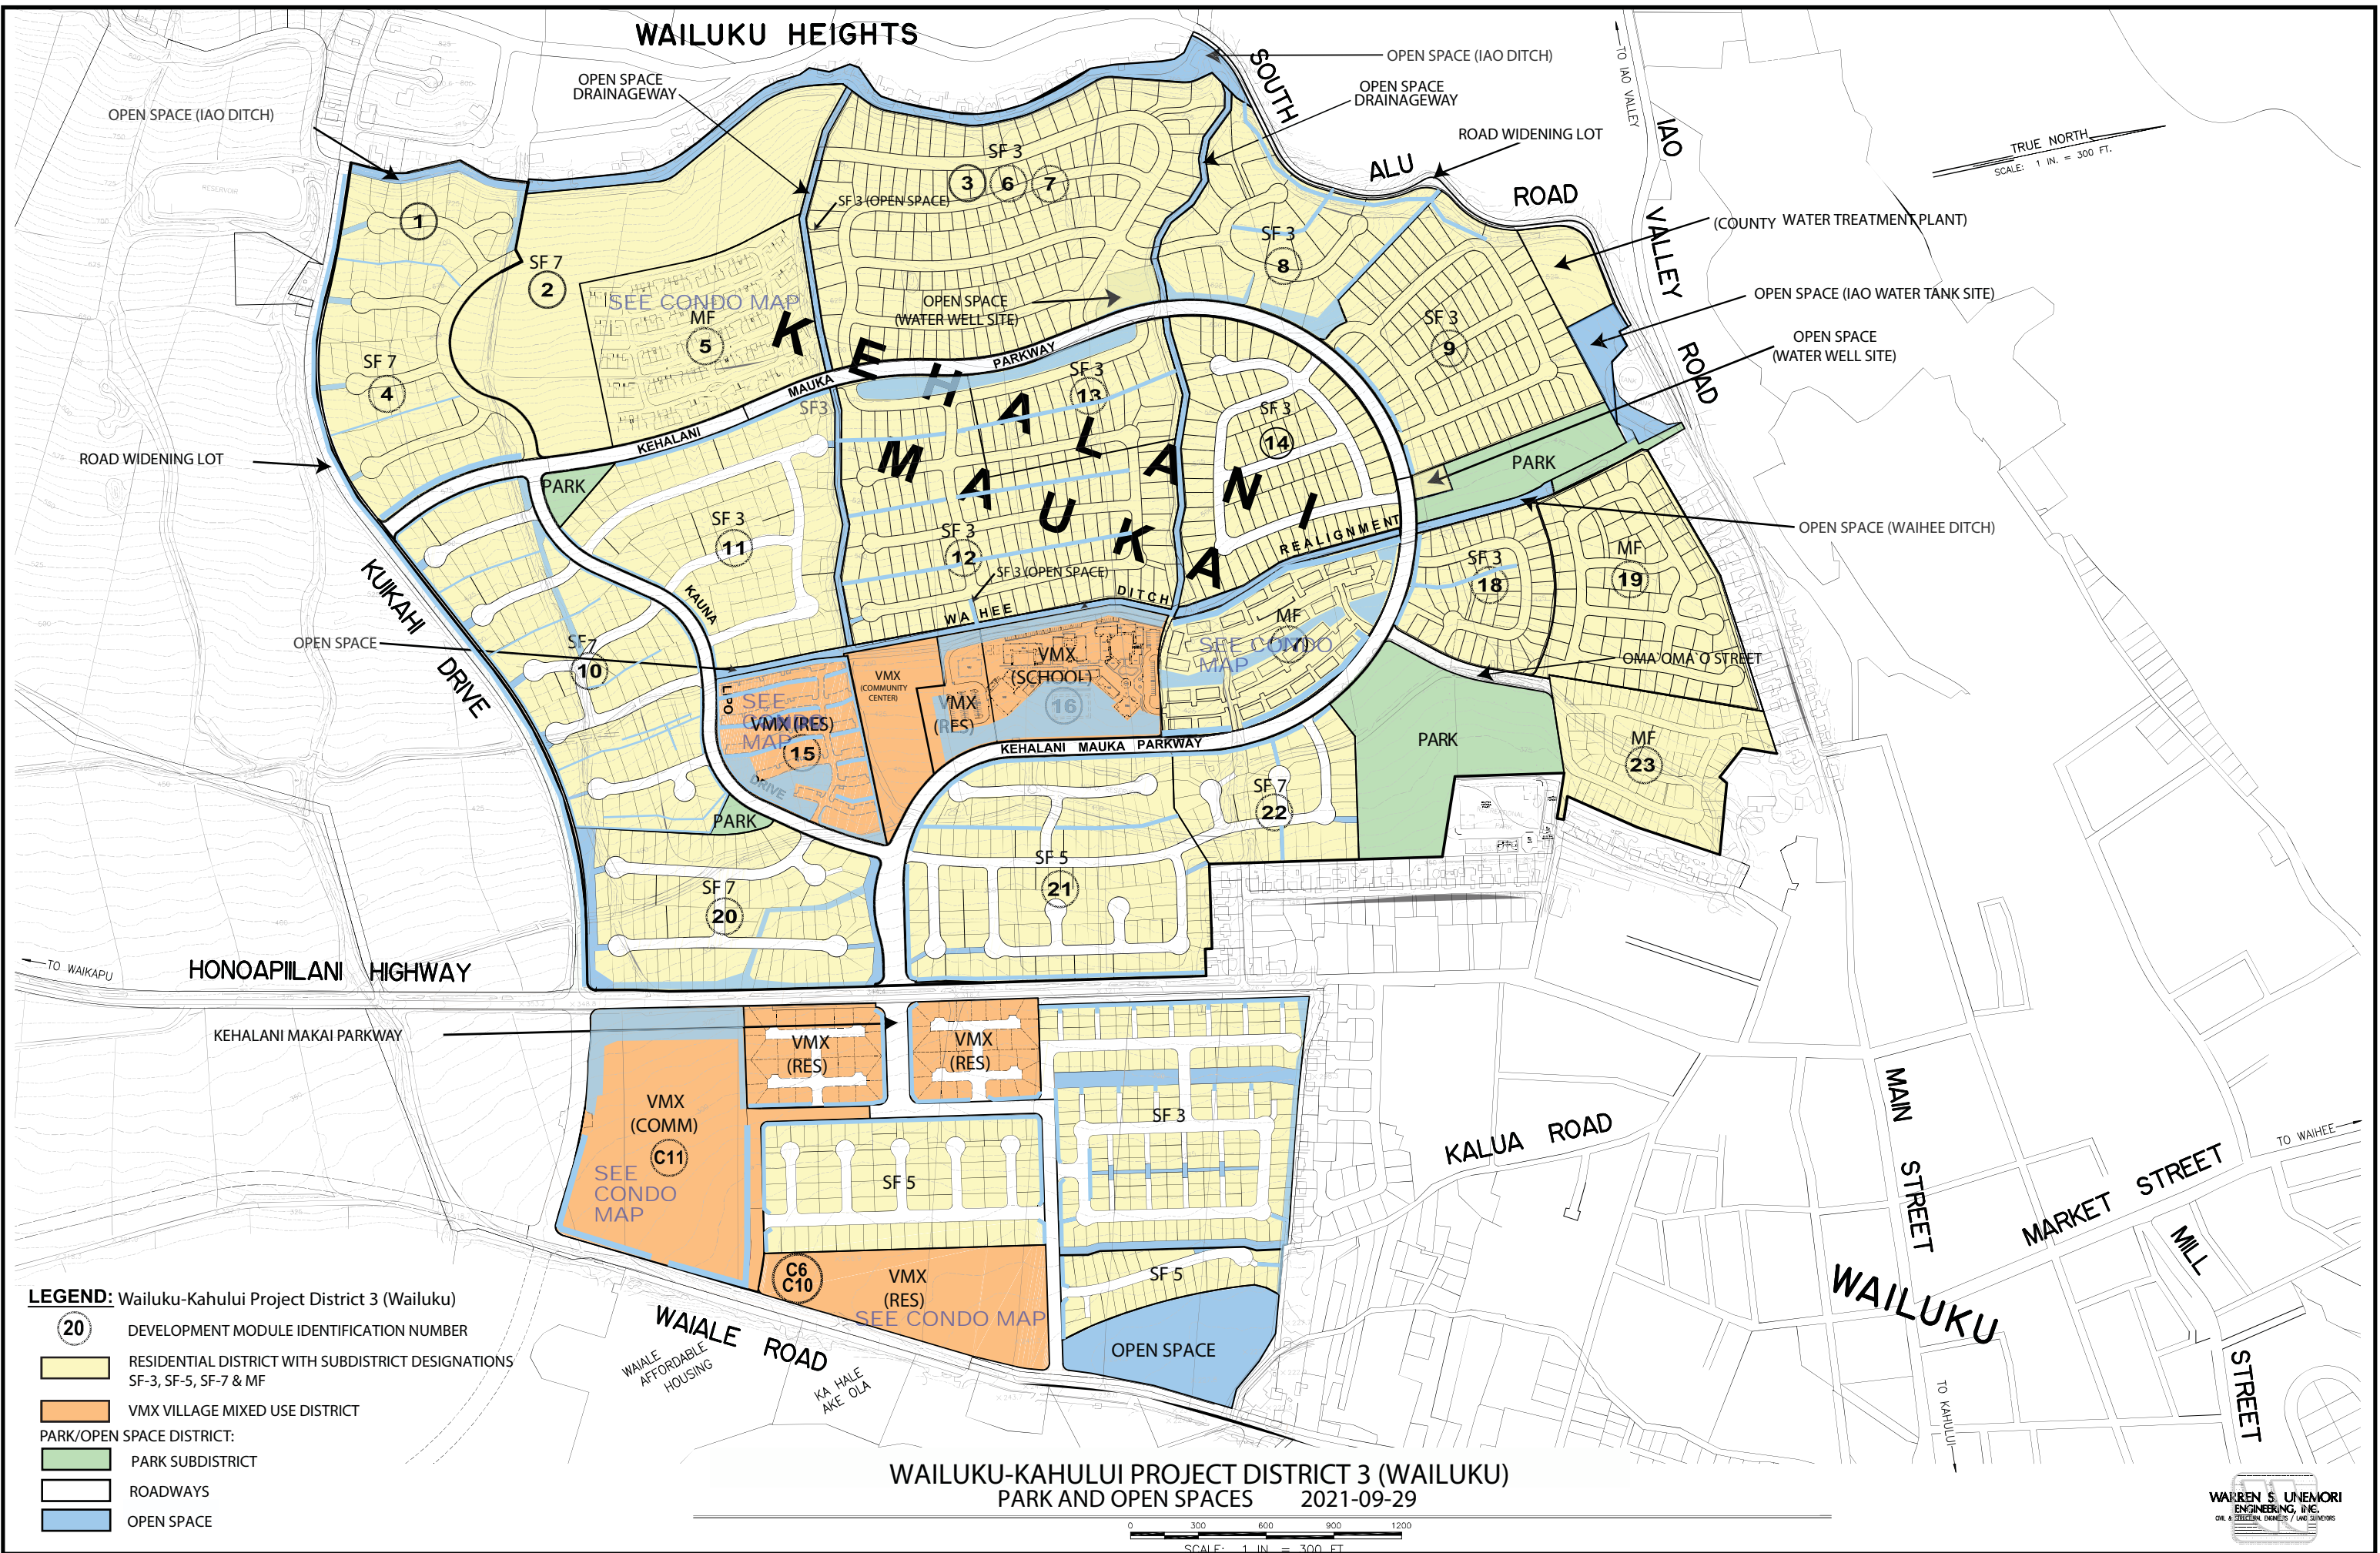 WAILUKU HEIGHTS
OPEN SPACE (IAO DITCH)
OPEN SPACE
DRAINAGEWAY
OPEN SPACE (IAO DITCH)
OPEN SPACE
DRAINAGEWAY
SOUTH
ALU
ROAD
ROAD WIDENING LOT
TO IAO VALLEY
IAO
VALLEY
ROAD
TRUE NORTH
SCALE: 1 IN. = 300 FT.
(COUNTY WATER TREATMENT PLANT)
OPEN SPACE (IAO WATER TANK SITE)
OPEN SPACE
(WATER WELL SITE)
RESERVOIR
1
SF 7
2
SEE CONDO MAP
MF
5
SF 3
3 6 7
SF 3 (OPEN SPACE)
OPEN SPACE
(WATER WELL SITE)
SF 3
8
SF 3
9
SF 7
4
KEHALANI
MAUKA
PARKWAY
KEHALANI
MAUKA
SF3
SF 3
13
SF 3
14
ROAD WIDENING LOT
PARK
PARK
SF 3
11
SF 3
12
SF 3 (OPEN SPACE)
WAIHEE
DITCH
REALIGNMENT
OPEN SPACE (WAIHEE DITCH)
SF 3
18
MF
19
KUIKAHI
DRIVE
KAUNA
OPEN SPACE
SF 7
10
LIPO
DRIVE
SEE
CONDO
MAP
VMX (RES)
15
VMX
(COMMUNITY
CENTER)
VMX
(RES)
VMX
(SCHOOL)
16
MF
SEE CONDO
MAP
OMA`OMA`O STREET
KEHALANI MAUKA PARKWAY
PARK
MF
23
SF 7
22
PARK
SF 5
21
SF 7
20
TO WAIKAPU
HONOAPIILANI HIGHWAY
KEHALANI MAKAI PARKWAY
VMX
(RES)
VMX
(RES)
VMX
(COMM)
C11
SEE
CONDO
MAP
SF 3
SF 5
C6
C10
VMX
(RES)
SEE CONDO MAP
SF 5
OPEN SPACE
KALUA ROAD
MAIN
STREET
MARKET STREET
TO WAIHEE
MILL
STREET
WAILUKU
TO KAHULUI
WAIALE ROAD
WAIALE
AFFORDABLE
HOUSING
KA HALE
AKE OLA
LEGEND: Wailuku-Kahului Project District 3 (Wailuku)
20 DEVELOPMENT MODULE IDENTIFICATION NUMBER
RESIDENTIAL DISTRICT WITH SUBDISTRICT DESIGNATIONS
SF-3, SF-5, SF-7 & MF
VMX VILLAGE MIXED USE DISTRICT
PARK/OPEN SPACE DISTRICT:
PARK SUBDISTRICT
ROADWAYS
OPEN SPACE
WAILUKU-KAHULUI PROJECT DISTRICT 3 (WAILUKU)
PARK AND OPEN SPACES 2021-09-29
0 300 600 900 1200
SCALE: 1 IN. = 300 FT
WARREN S. UNEMORI
ENGINEERING, INC.
CIVIL & STRUCTURAL ENGINEERS / LAND SURVEYORS